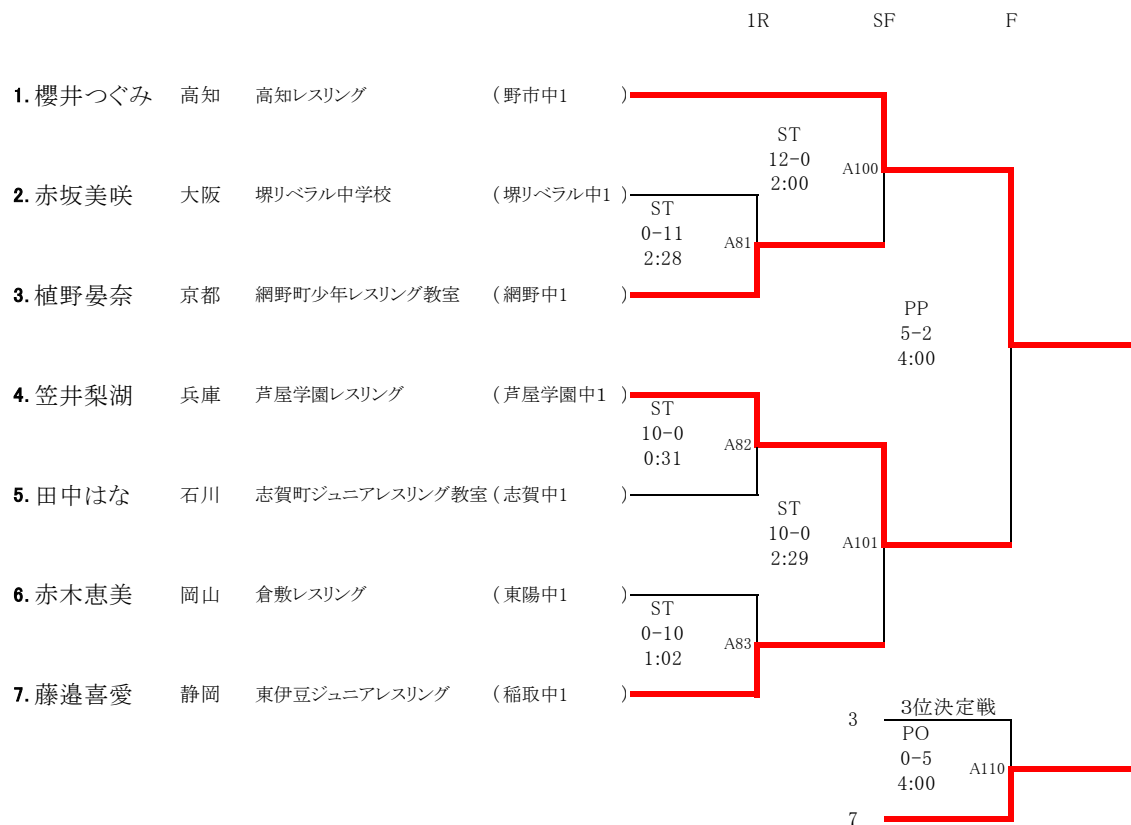 1R SF F
1. 櫻井つぐみ 高知 高知レスリング (野市中1 )
ST
12-0
2:00
A100
2. 赤坂美咲 大阪 堺リベラル中学校 (堺リベラル中1 )
ST
0-11
2:28
A81
3. 植野晏奈 京都 網野町少年レスリング教室 (網野中1 )
PP
5-2
4:00
4. 笠井梨湖 兵庫 芦屋学園レスリング (芦屋学園中1 )
ST
10-0
0:31
A82
5. 田中はな 石川 志賀町ジュニアレスリング教室 (志賀中1 )
ST
10-0
2:29
A101
6. 赤木恵美 岡山 倉敷レスリング (東陽中1 )
ST
0-10
1:02
A83
7. 藤邉喜愛 静岡 東伊豆ジュニアレスリング (稲取中1 )
3 3位決定戦
PO
0-5
4:00
A110
7